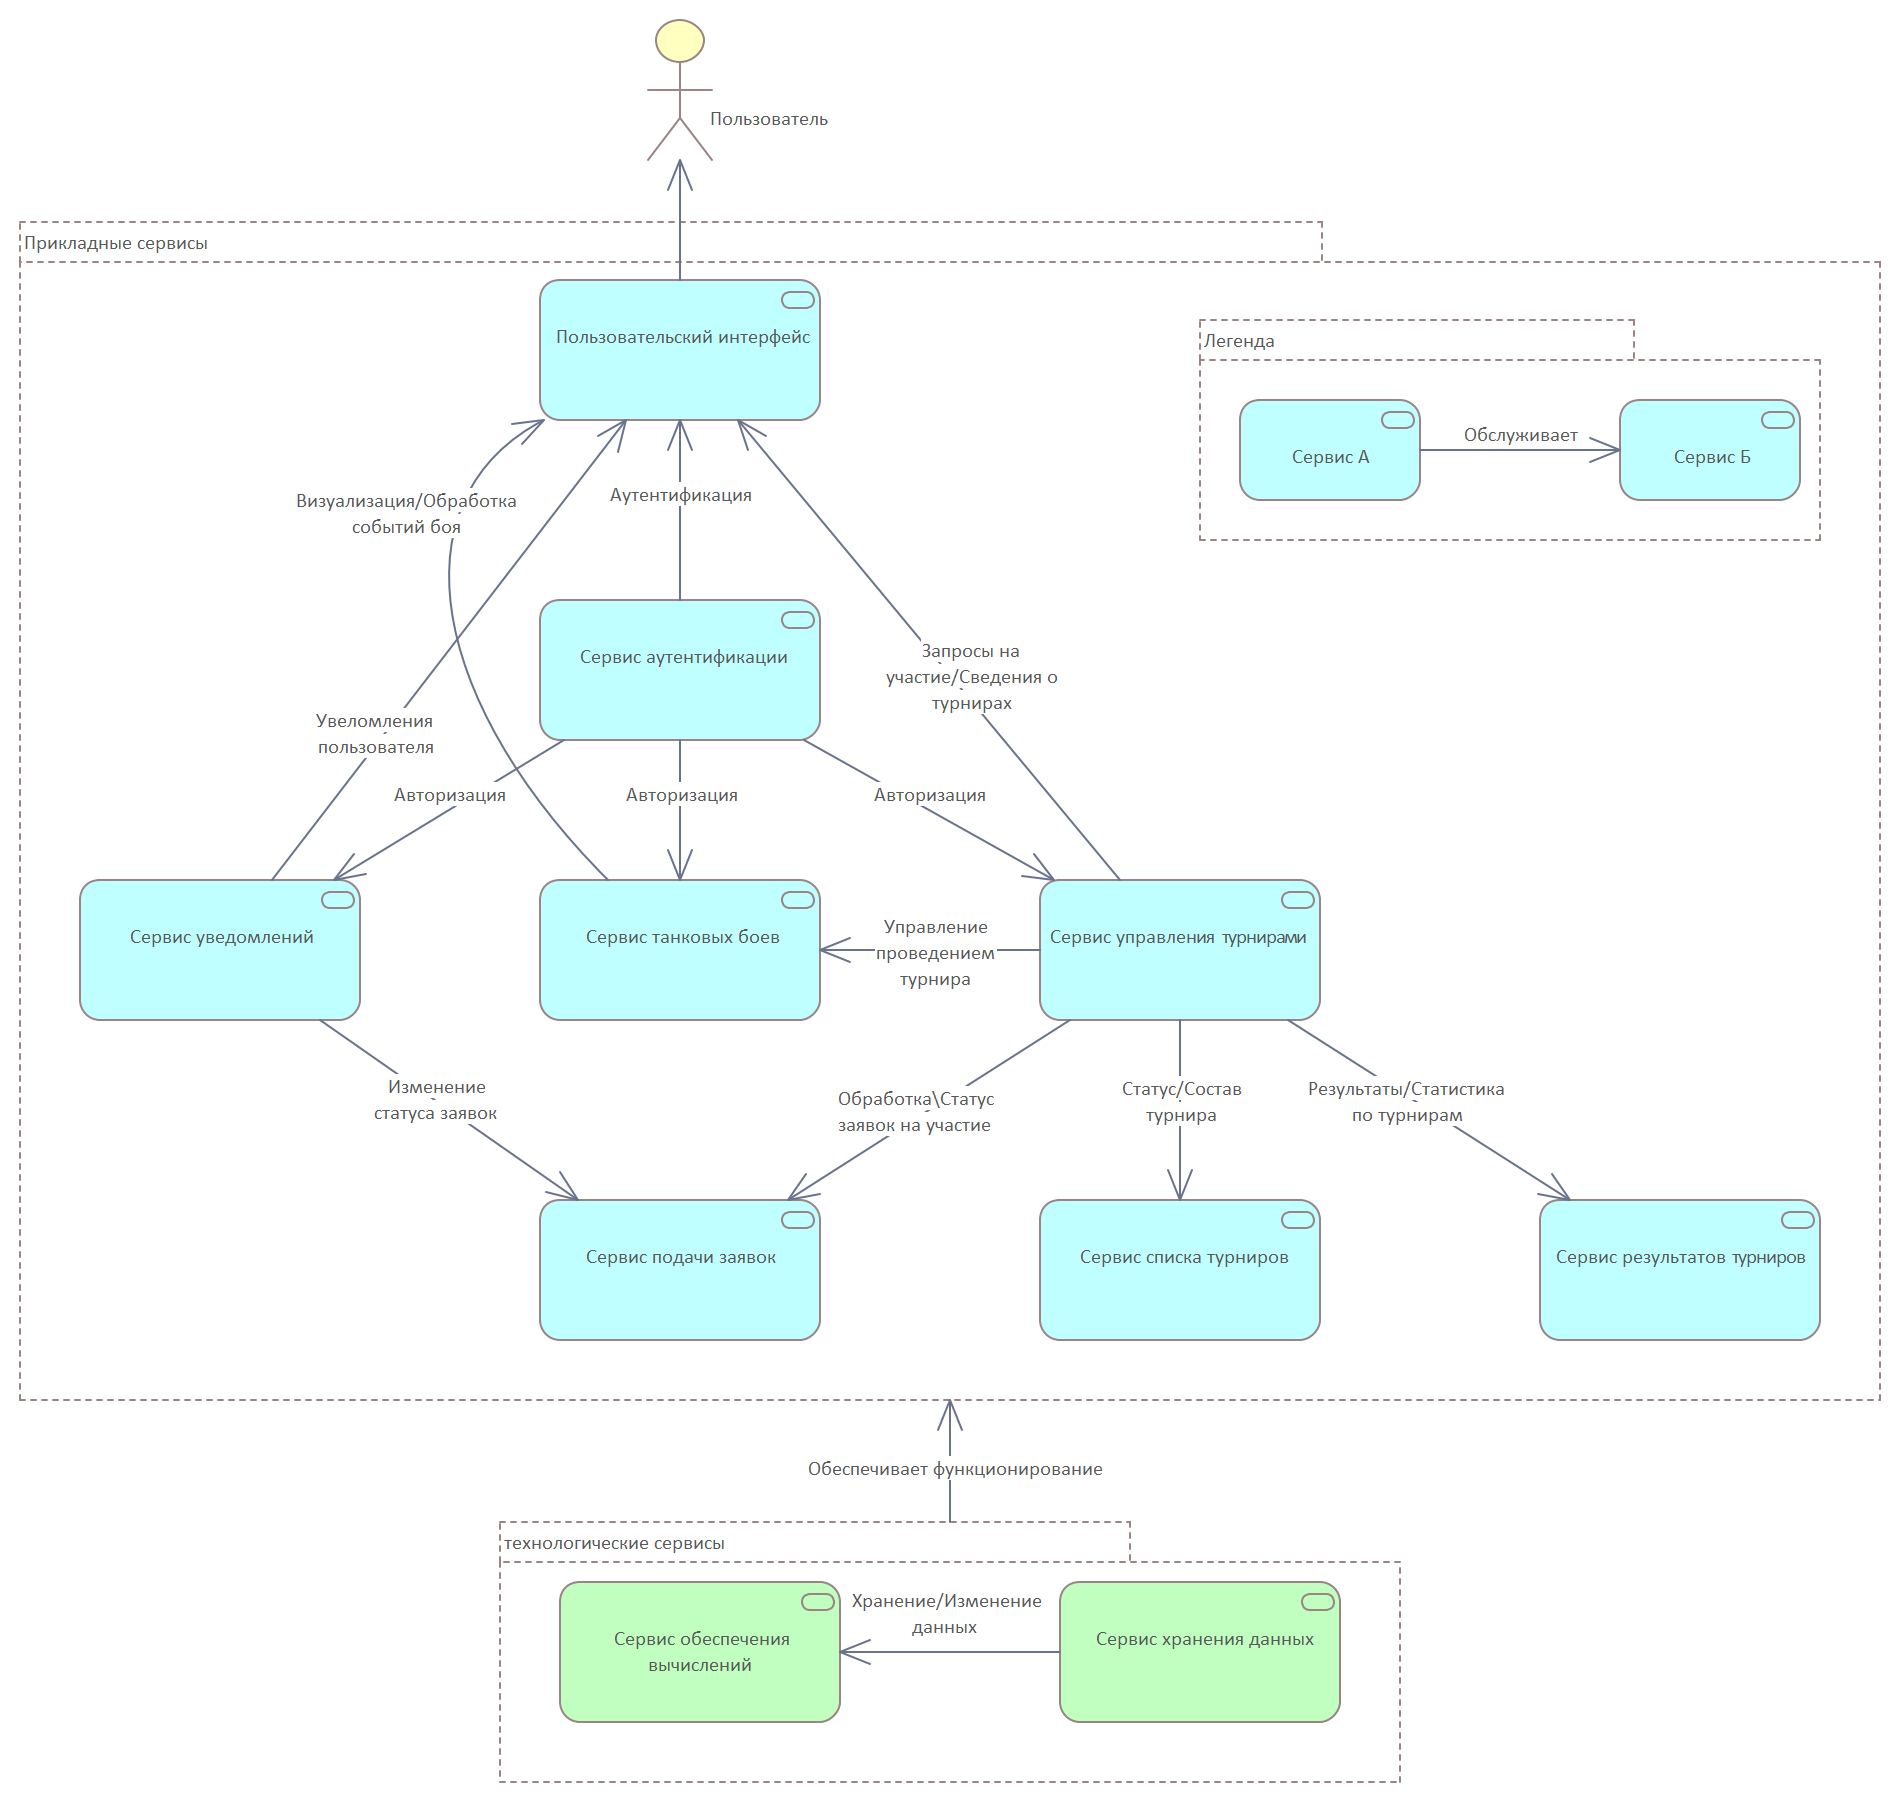 Пользователь
Прикладные сервисы
Пользовательский интерфейс
Легенда
Сервис А
Обслуживает
Сервис Б
Визуализация/Обработка
событий боя
Аутентификация
Сервис аутентификации
Запросы на
участие/Сведения о
турнирах
Увеломления
пользователя
Авторизация
Авторизация
Авторизация
Сервис уведомлений
Сервис танковых боев
Управление
проведением
турнира
Сервис управления турнирами
Изменение
статуса заявок
Обработка\Статус
заявок на участие
Статус/Состав
турнира
Результаты/Статистика
по турнирам
Сервис подачи заявок
Сервис списка турниров
Сервис результатов турниров
Обеспечивает функционирование
технологические сервисы
Сервис обеспечения
вычислений
Хранение/Изменение
данных
Сервис хранения данных